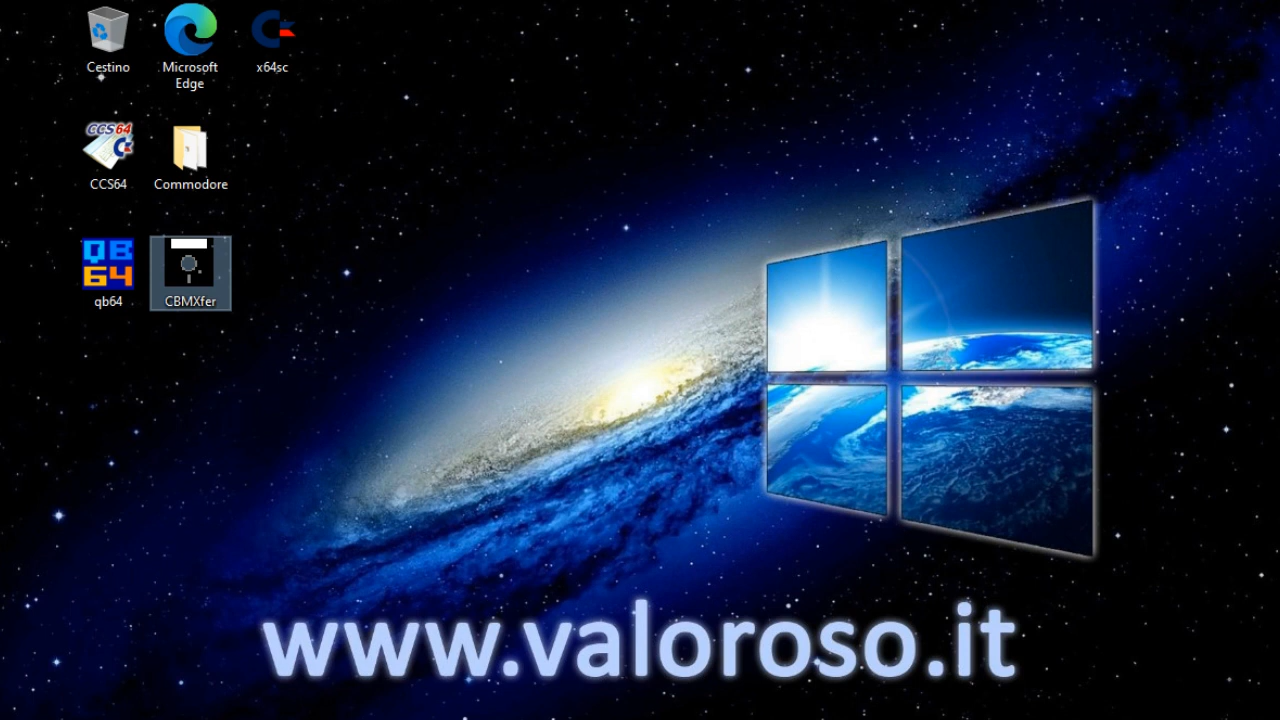 Cestino
Microsoft
Edge
x64sc
CCS64
CCS64
Commodore
QB
64
qb64
CBMXfer
www.valoroso.it